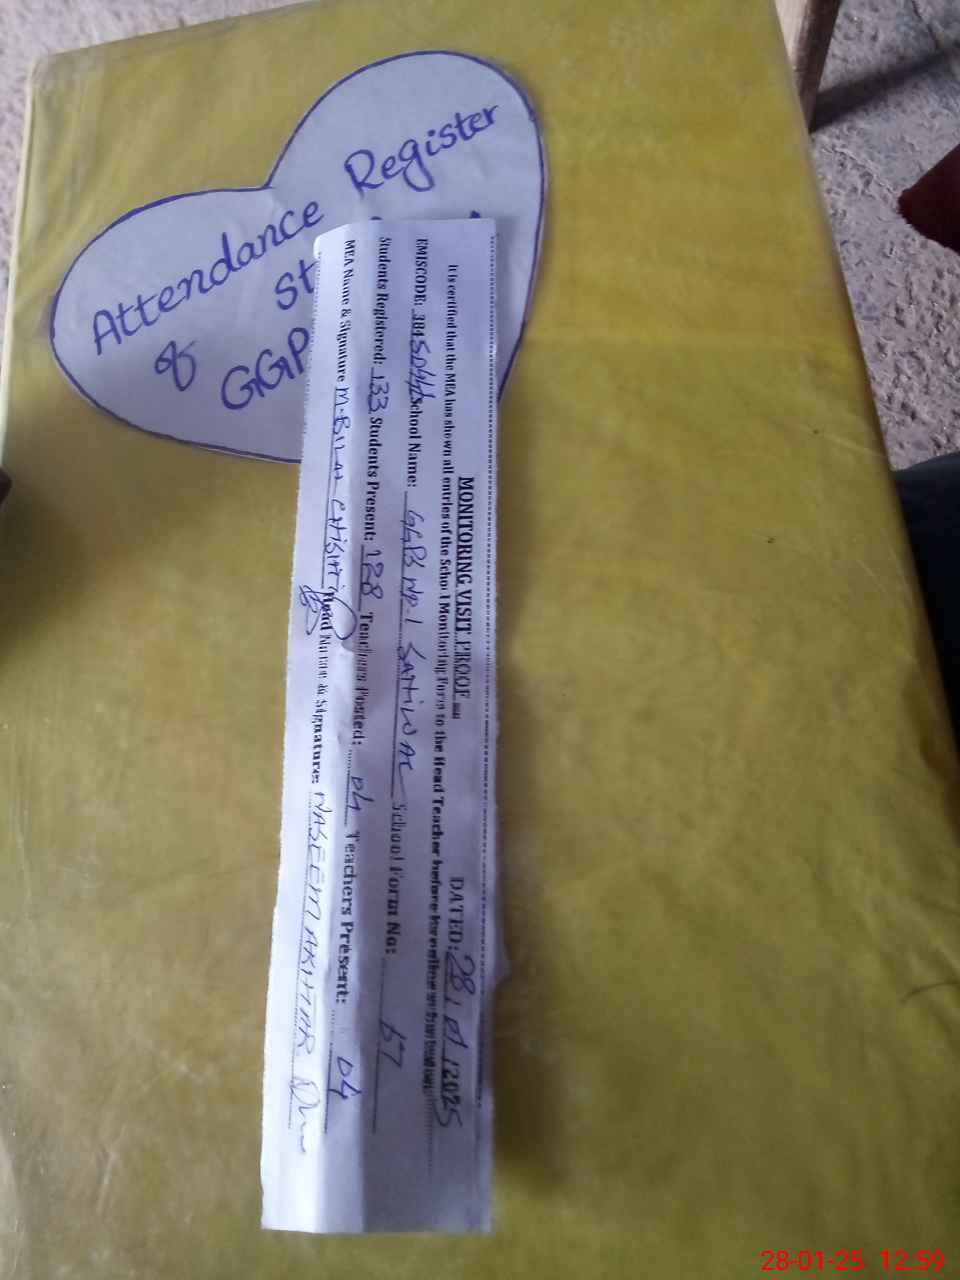 Attendance Register
of St
GGP
MONITORING VISIT PROOF DATED: 28/01/2025
It is certified that the MEA has shown all entries of the School Monitoring Form to the Head Teacher before
EMISCODE: School Name: GGPS No.1 School Form No: 67
Students Registered: 133 Students Present: 128 Teachers Posted: 04 Teachers Present: 04
MEA Name & Signature M. Bilal Head Name & Signature: NASEEM AKHTAR
28-01-25 12:59